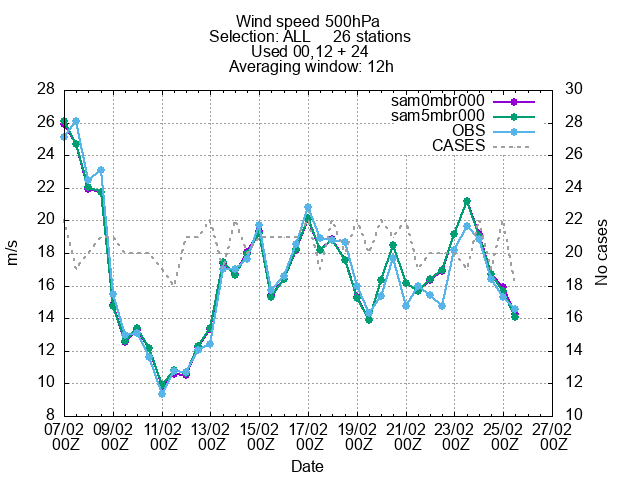 Wind speed 500hPa
Selection: ALL 26 stations
Used 00,12 + 24
Averaging window: 12h
28 30
sam0mbr000
26 28
sam5mbr000
OBS
24 26
CASES
22 24
20 22
18 20
16 18
14 16
12 14
10 12
8 10
m/s
No cases
07/02 09/02 11/02 13/02 15/02 17/02 19/02 21/02 23/02 25/02 27/02
00Z 00Z 00Z 00Z 00Z 00Z 00Z 00Z 00Z 00Z 00Z
Date